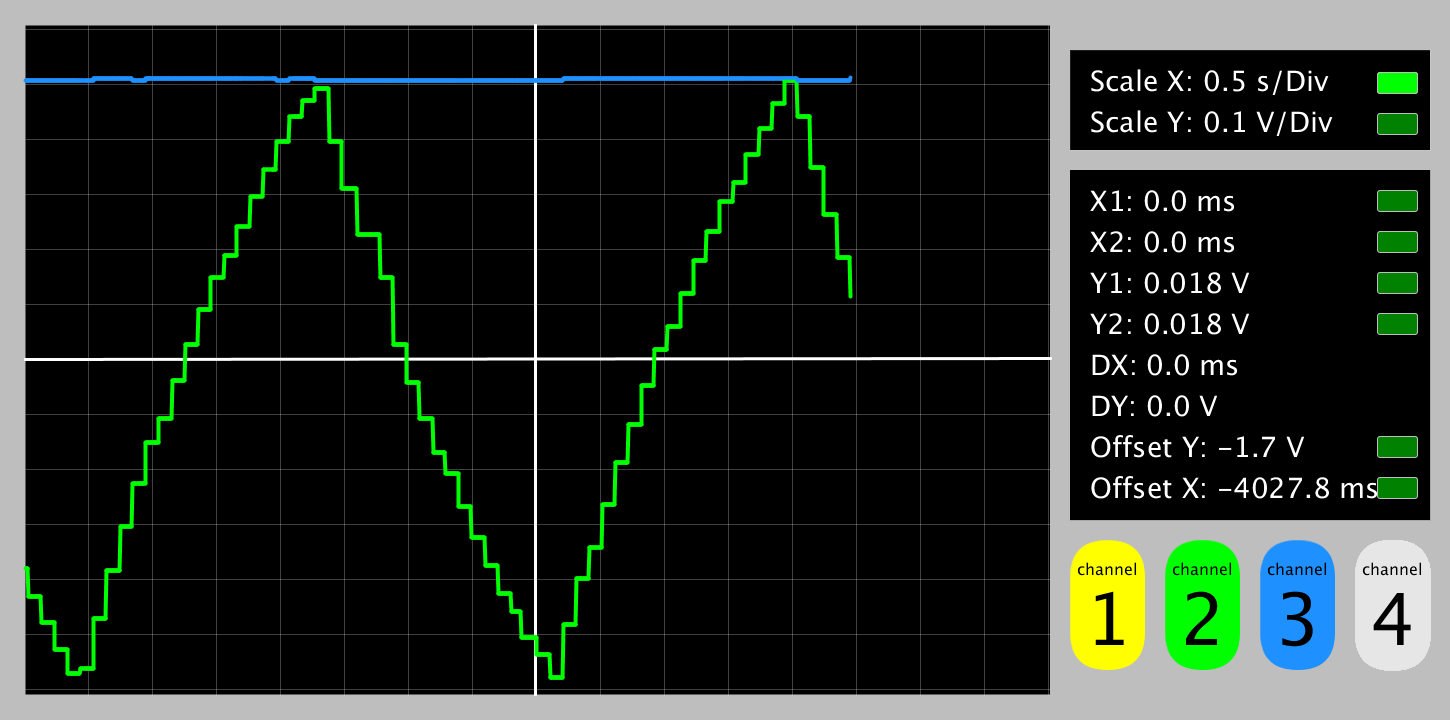 Scale X: 0.5 s/Div
Scale Y: 0.1 V/Div
X1: 0.0 ms
X2: 0.0 ms
Y1: 0.018 V
Y2: 0.018 V
DX: 0.0 ms
DY: 0.0 V
Offset Y: −1.7 V
Offset X: −4027.8 ms
channel channel channel channel
1 2 3 4